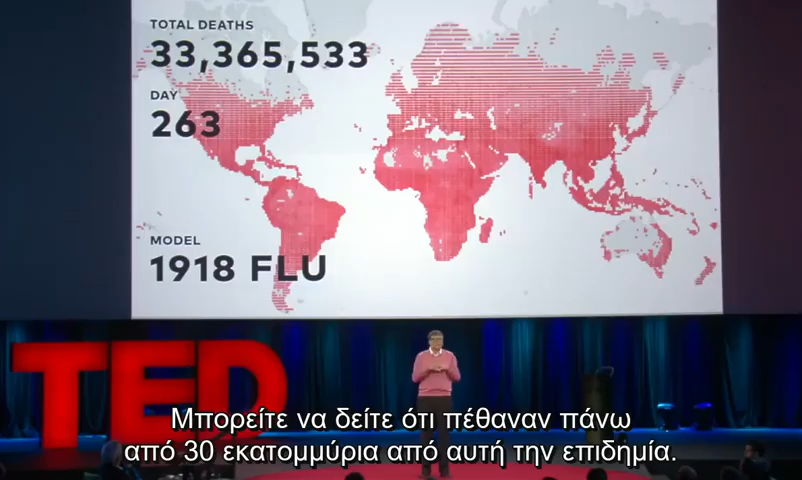 TOTAL DEATHS
33,365,533
DAY
263
MODEL
1918 FLU
TED
Μπορείτε να δείτε ότι πέθαναν πάνω
από 30 εκατομμύρια από αυτή την επιδημία.